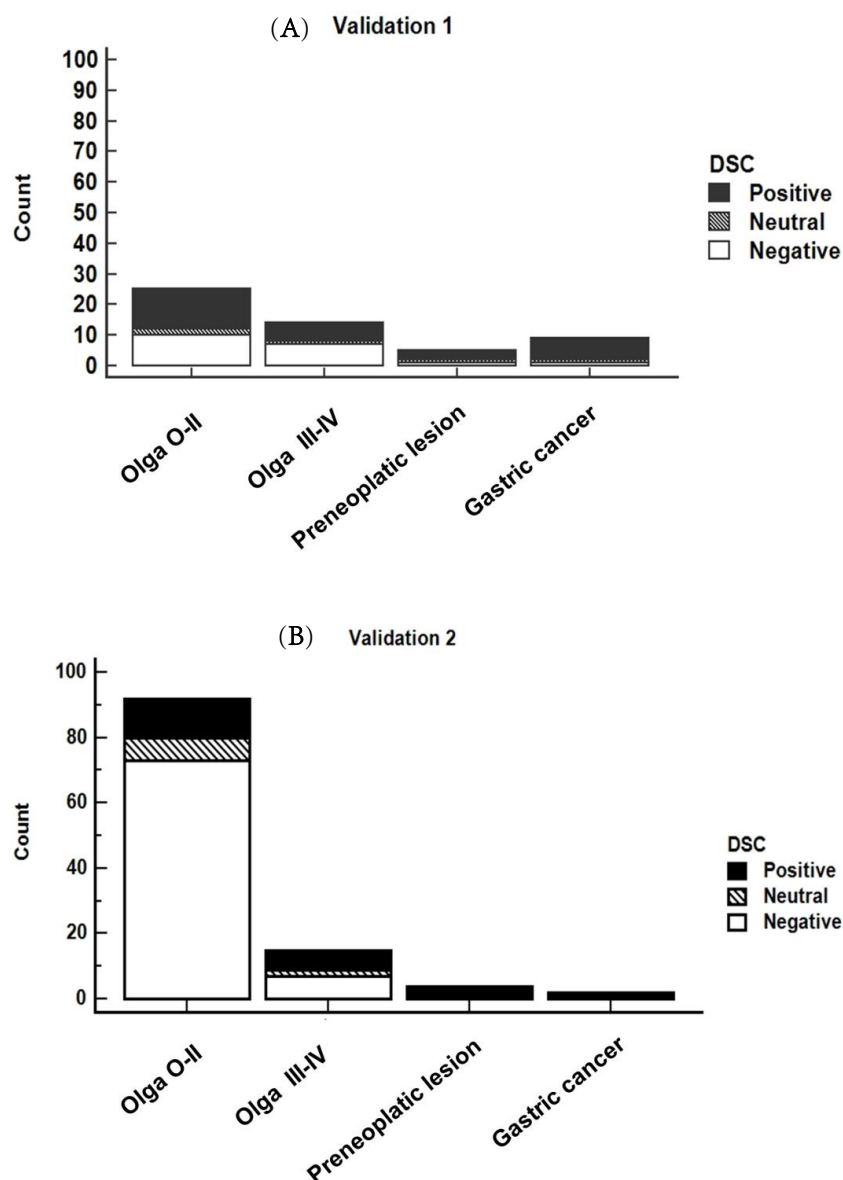 (A) Validation 1
100
90
80
70
60
50
40
30
20
10
0
Count
DSC
Positive
Neutral
Negative
Olga O-II
Olga III-IV
Preneoplatic lesion
Gastric cancer
(B) Validation 2
100
80
60
40
20
0
Count
DSC
Positive
Neutral
Negative
Olga O-II
Olga III-IV
Preneoplatic lesion
Gastric cancer